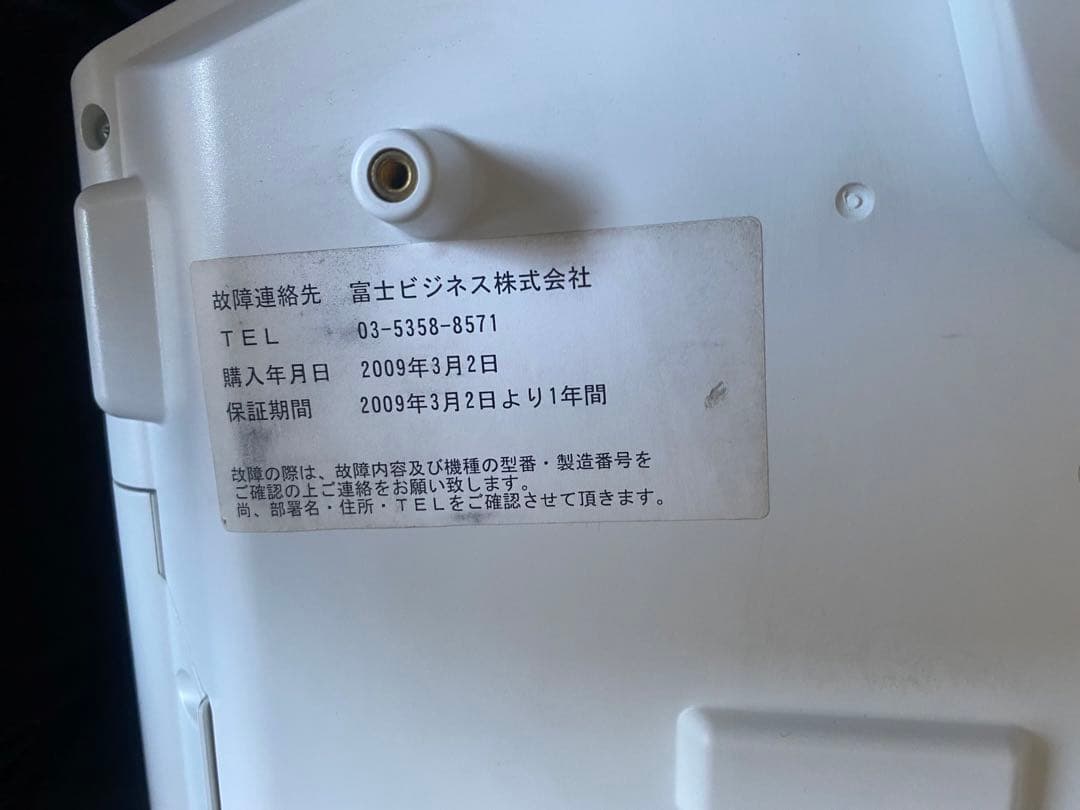 故障連絡先 富士ビジネス株式会社
TEL 03-5358-8571
購入年月日 2009年3月2日
保証期間 2009年3月2日より1年間
故障の際は、故障内容及び機種の型番・製造番号を
ご確認の上ご連絡をお願い致します。
尚、部署名・住所・TELをご確認させて頂きます。